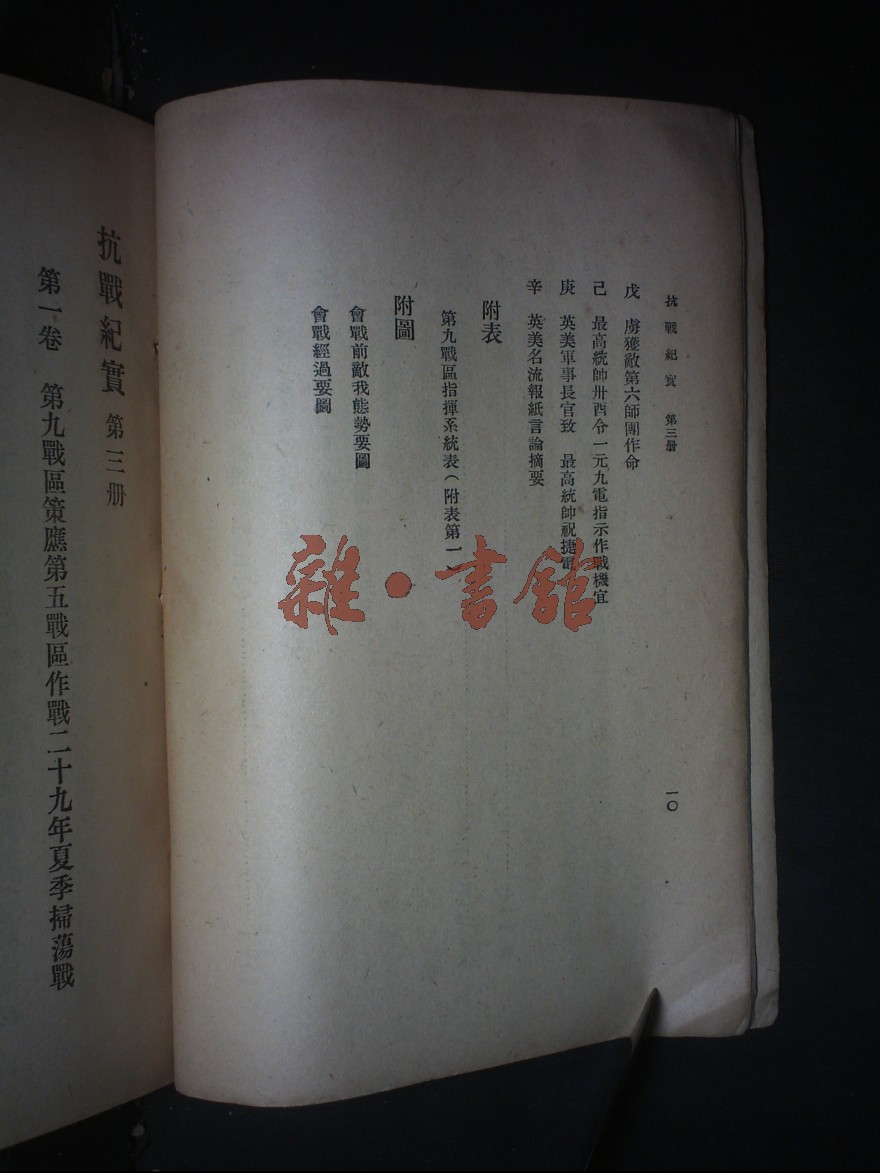 抗戰紀實 第三册
一〇
戊 虜獲敵第六師團作命
己 最高統帥卅酉令一元九電指示作戰機宜
庚 英美軍事長官致 最高統帥祝捷電
辛 英美名流報紙言論摘要
附表
第九戰區指揮系統表(附表第一)
附圖
會戰前敵我態勢要圖
會戰經過要圖
抗戰紀實 第三册
第一卷 第九戰區策應第五戰區作戰二十九年夏季掃蕩戰
雜·書館